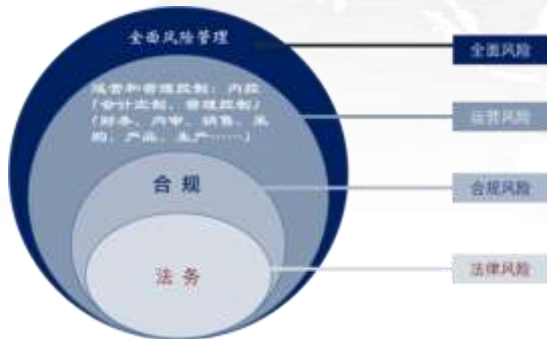 全面风险管理
全面风险
运营和管理控制：内控
（会计控制、管理控制）
（财务、内审、销售、采
购、产品、生产……）
运营风险
合规
合规风险
法务
法律风险